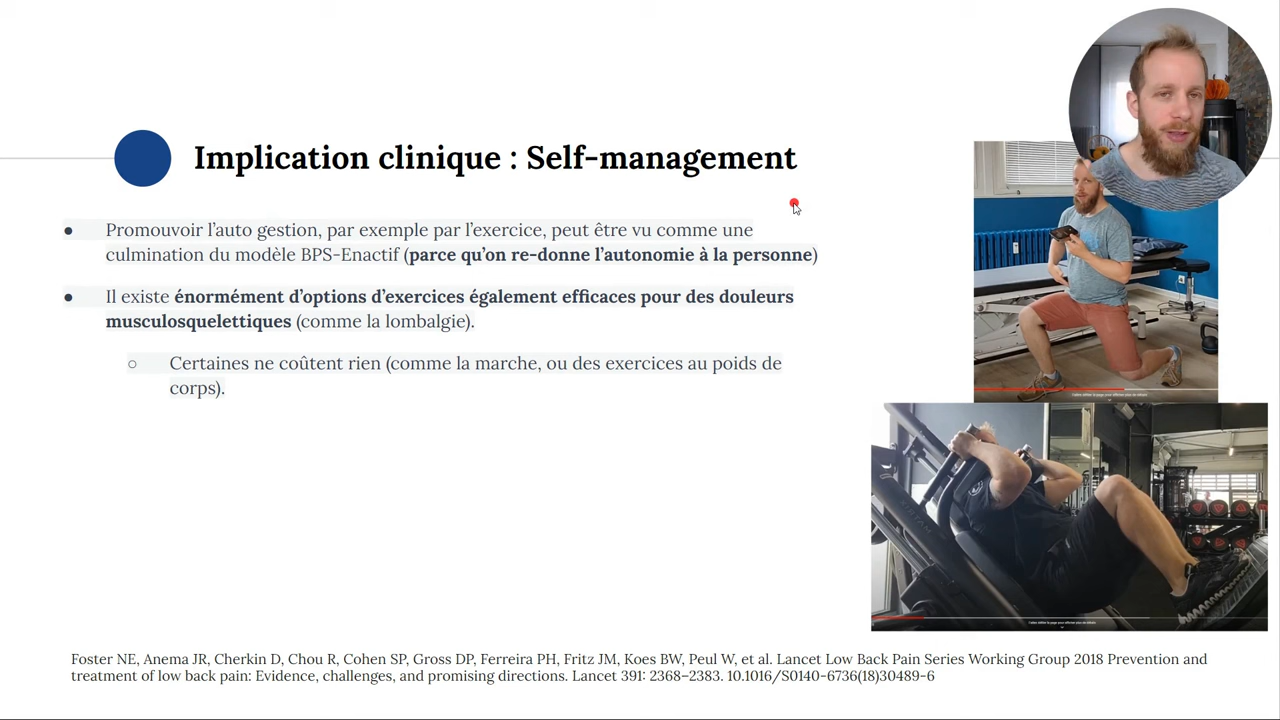 Implication clinique : Self-management
● Promouvoir l’auto gestion, par exemple par l’exercice, peut être vu comme une
culmination du modèle BPS-Enactif (parce qu’on re-donne l’autonomie à la personne)
● Il existe énormément d’options d’exercices également efficaces pour des douleurs
musculosquelettiques (comme la lombalgie).
○ Certaines ne coûtent rien (comme la marche, ou des exercices au poids de
corps).
Foster NE, Anema JR, Cherkin D, Chou R, Cohen SP, Gross DP, Ferreira PH, Fritz JM, Koes BW, Peul W, et al. Lancet Low Back Pain Series Working Group 2018 Prevention and
treatment of low back pain: Evidence, challenges, and promising directions. Lancet 391: 2368–2383. 10.1016/S0140-6736(18)30489-6